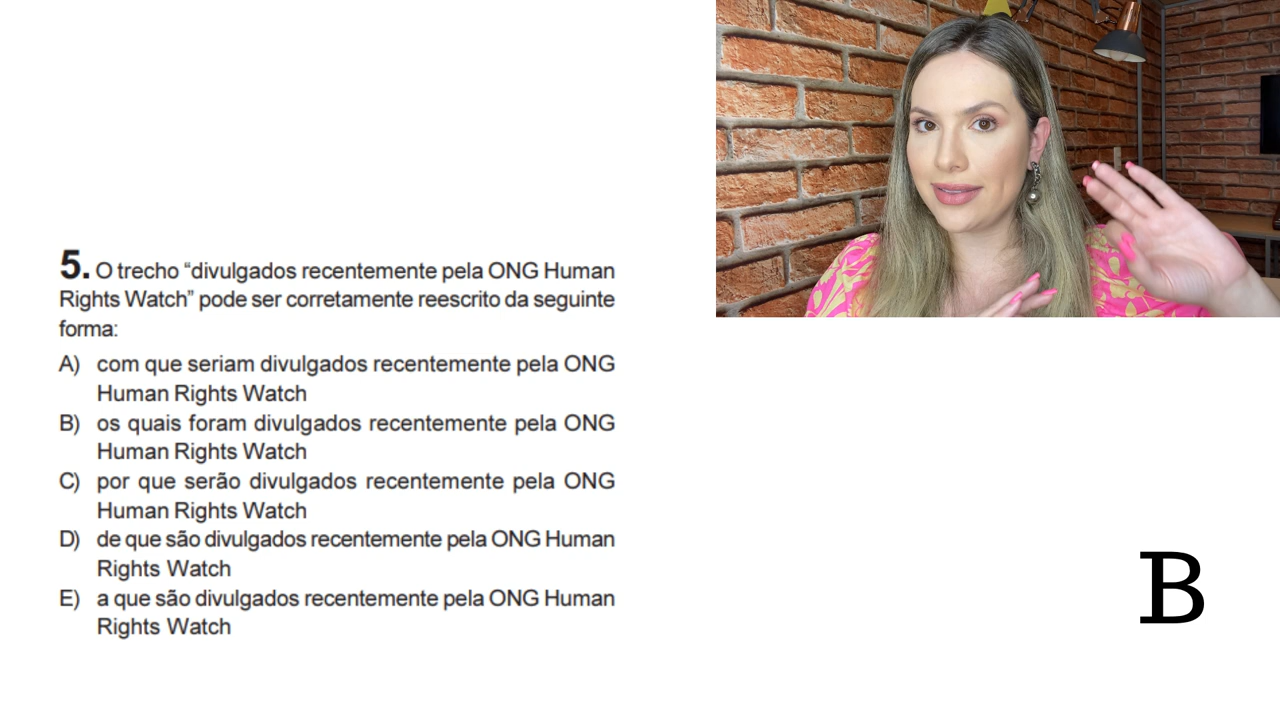 5. O trecho “divulgados recentemente pela ONG Human
Rights Watch” pode ser corretamente reescrito da seguinte
forma:
A) com que seriam divulgados recentemente pela ONG
Human Rights Watch
B) os quais foram divulgados recentemente pela ONG
Human Rights Watch
C) por que serão divulgados recentemente pela ONG
Human Rights Watch
D) de que são divulgados recentemente pela ONG Human
Rights Watch
E) a que são divulgados recentemente pela ONG Human
Rights Watch
B